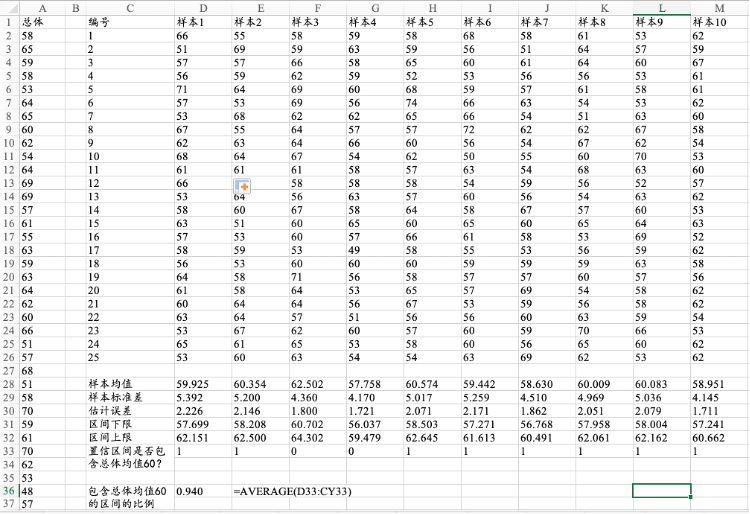 A B C D E F G H I J K L M
1 总体 编号 样本1 样本2 样本3 样本4 样本5 样本6 样本7 样本8 样本9 样本10
2 58 1 66 55 58 59 58 68 58 61 53 62
3 65 2 51 69 59 63 59 56 51 64 57 59
4 59 3 57 57 66 58 65 60 61 64 60 67
5 58 4 56 59 62 59 52 53 56 56 53 61
6 53 5 71 64 69 60 68 59 57 61 58 61
7 64 6 57 53 69 56 74 66 63 54 53 62
8 65 7 53 68 62 62 65 66 54 51 63 60
9 60 8 67 55 64 57 57 72 62 62 67 58
10 62 9 62 63 64 66 60 56 54 67 62 54
11 54 10 68 64 67 54 62 50 55 60 70 53
12 64 11 61 61 61 58 57 63 54 68 63 60
13 69 12 66 58 58 58 54 59 56 52 57
14 69 13 53 64 56 63 57 60 56 54 63 62
15 57 14 58 60 67 58 64 58 67 57 60 53
16 61 15 63 51 60 65 60 65 60 65 64 63
17 55 16 57 53 60 57 66 61 58 53 69 52
18 63 17 58 59 53 49 58 55 53 56 59 62
19 59 18 56 53 60 60 60 59 59 59 63 58
20 63 19 64 58 71 56 58 57 57 60 57 56
21 64 20 61 58 64 53 65 57 69 54 58 62
22 62 21 60 64 64 56 67 53 59 56 58 62
23 60 22 63 64 57 51 56 56 60 63 59 54
24 66 23 53 67 62 60 57 60 59 70 66 53
25 51 24 65 61 65 53 58 60 56 65 60 62
26 57 25 53 60 63 54 54 63 69 62 53 62
27 68
28 51 样本均值 59.925 60.354 62.502 57.758 60.574 59.442 58.630 60.009 60.083 58.951
29 58 样本标准差 5.392 5.200 4.360 4.170 5.017 5.259 4.510 4.969 5.036 4.145
30 70 估计误差 2.226 2.146 1.800 1.721 2.071 2.171 1.862 2.051 2.079 1.711
31 59 区间下限 57.699 58.208 60.702 56.037 58.503 57.271 56.768 57.958 58.004 57.241
32 61 区间上限 62.151 62.500 64.302 59.479 62.645 61.613 60.491 62.061 62.162 60.662
33 70 置信区间是否包 1 1 0 0 1 1 1 1 1 1
34 62 含总体均值60？
35 53
36 48 包含总体均值60 0.940 =AVERAGE(D33:CY33)
37 57 的区间的比例